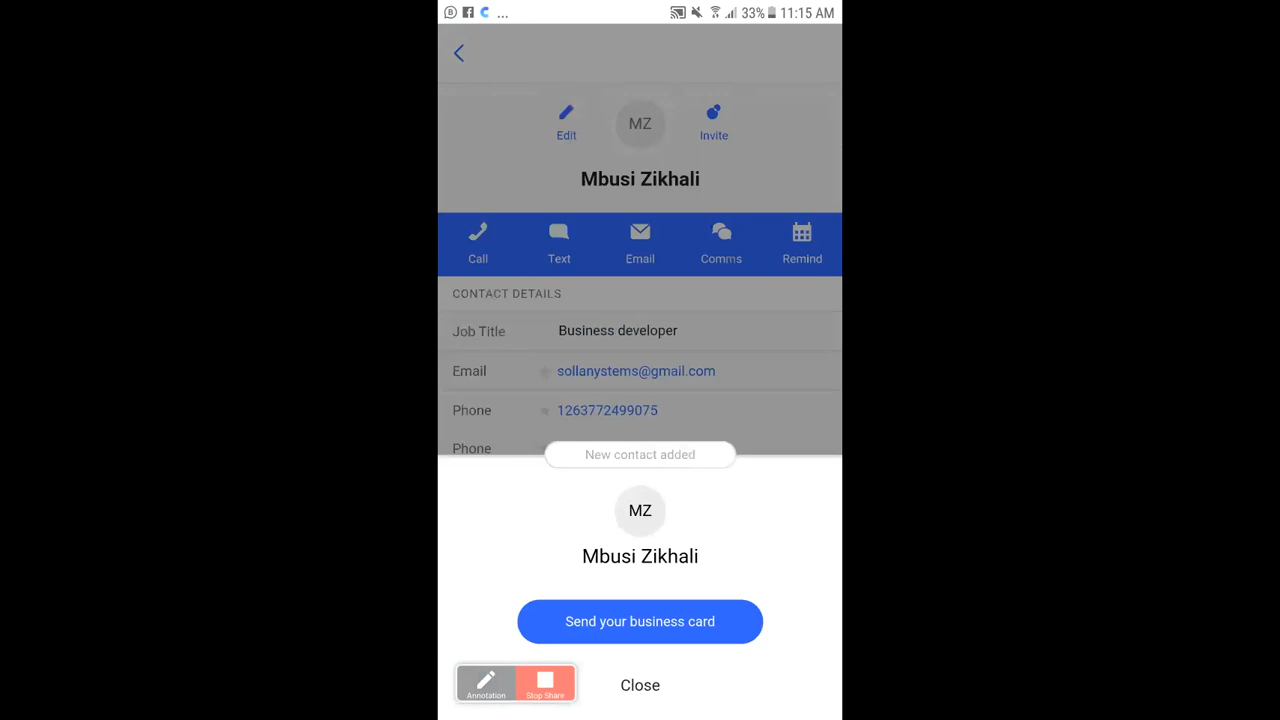 ... 33% 11:15 AM
Edit MZ Invite
Mbusi Zikhali
Call Text Email Comms Remind
CONTACT DETAILS
Job Title Business developer
Email sollanystems@gmail.com
Phone 1263772499075
Phone
New contact added
MZ
Mbusi Zikhali
Send your business card
Annotation Stop Share
Close